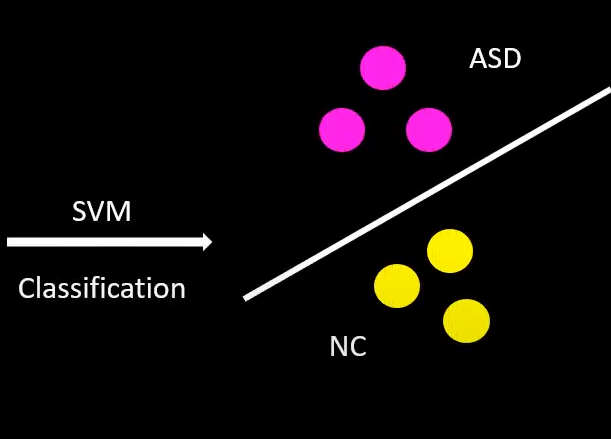 ASD
SVM
Classification
NC